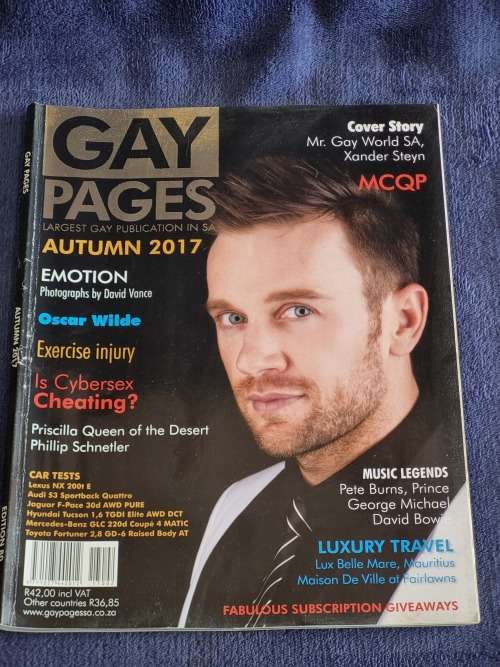 GAY
PAGES
LARGEST GAY PUBLICATION IN SA
AUTUMN 2017
EMOTION
Photographs by David Vance
Oscar Wilde
Exercise injury
Is Cybersex
Cheating?
Priscilla Queen of the Desert
Phillip Schnetler
CAR TESTS
Lexus NX 200t E
Audi S3 Sportback Quattro
Jaguar F-Pace 30d AWD PURE
Hyundai Tucson 1,6 TGDI Elite AWD DCT
Mercedes-Benz GLC 220d Coupé 4 MATIC
Toyota Fortuner 2,8 GD-6 Raised Body AT
R42,00 incl VAT
Other countries R36,85
www.gaypagessa.co.za
Cover Story
Mr. Gay World SA,
Xander Steyn
MCQP
MUSIC LEGENDS
Pete Burns, Prince
George Michael
David Bowie
LUXURY TRAVEL
Lux Belle Mare, Mauritius
Maison De Ville at Fairlawns
FABULOUS SUBSCRIPTION GIVEAWAYS
GAY PAGES
AUTUMN 2017
EDITION 80